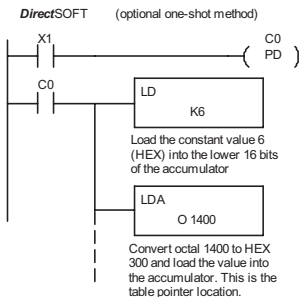 DirectSOFT (optional one-shot method)
X1
C0
PD
C0
LD
K6
Load the constant value 6
(HEX) into the lower 16 bits
of the accumulator
LDA
O 1400
Convert octal 1400 to HEX
300 and load the value into
the accumulator. This is the
table pointer location.